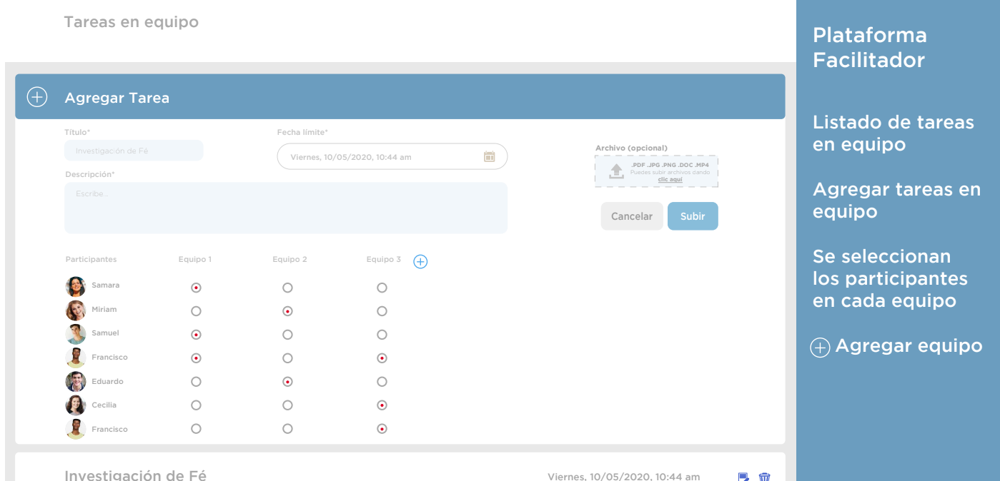 Tareas en equipo
Agregar Tarea
Título*
Investigación de Fé
Fecha límite*
Viernes, 10/05/2020, 10:44 am
Archivo (opcional)
.PDF .JPG .PNG .DOC .MP4
Puedes subir archivos dando
clic aquí
Descripción*
Escribe...
Cancelar
Subir
Participantes Equipo 1 Equipo 2 Equipo 3
Samara
Miriam
Samuel
Francisco
Eduardo
Cecilia
Francisco
Investigación de Fé
Viernes, 10/05/2020, 10:44 am
Plataforma
Facilitador
Listado de tareas
en equipo
Agregar tareas en
equipo
Se seleccionan
los participantes
en cada equipo
Agregar equipo